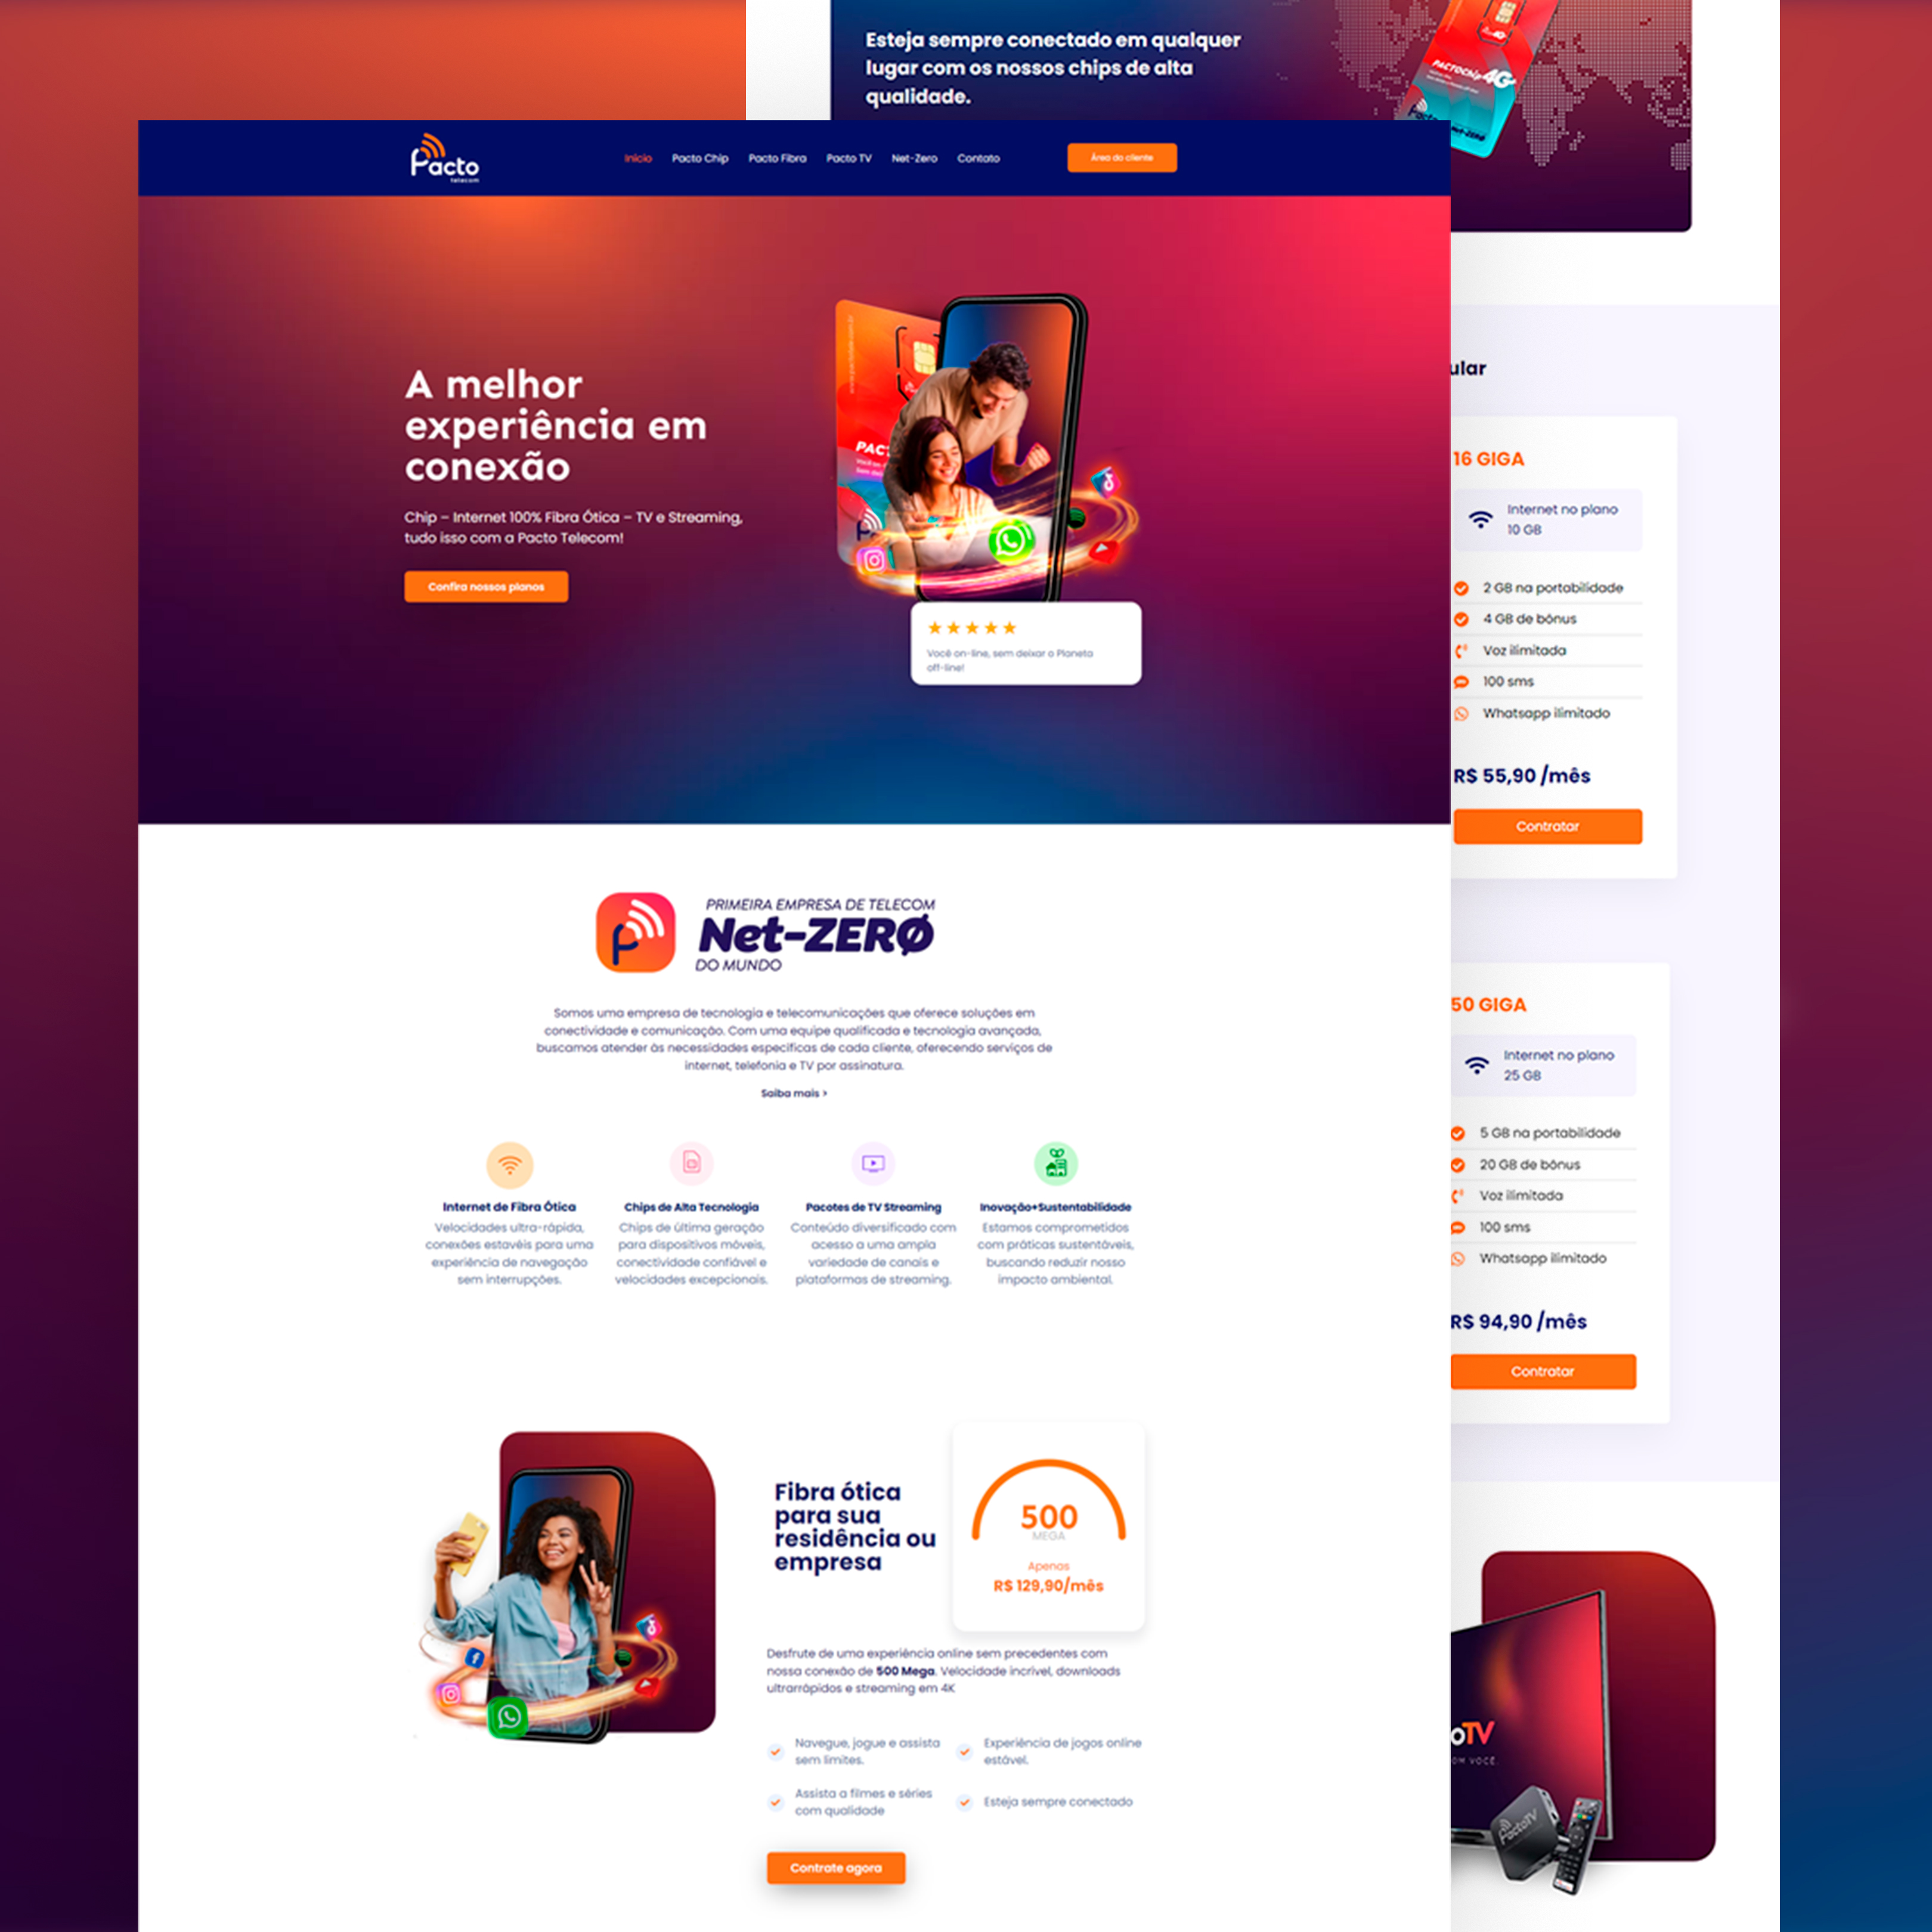 Esteja sempre conectado em qualquer
lugar com os nossos chips de alta
qualidade.
PACTOchip 4G
Net-ZERØ
Pacto
telecom
Início
Pacto Chip
Pacto Fibra
Pacto TV
Net-Zero
Contato
Área do cliente
A melhor
experiência em
conexão
Chip – Internet 100% Fibra Ótica – TV e Streaming,
tudo isso com a Pacto Telecom!
Confira nossos planos
PACT
★★★★★
Você on-line, sem deixar o Planeta
off-line!
PRIMEIRA EMPRESA DE TELECOM
Net-ZERØ
DO MUNDO
Somos uma empresa de tecnologia e telecomunicações que oferece soluções em
conectividade e comunicação. Com uma equipe qualificada e tecnologia avançada,
buscamos atender às necessidades específicas de cada cliente, oferecendo serviços de
internet, telefonia e TV por assinatura.
Saiba mais >
Internet de Fibra Ótica
Velocidades ultra-rápida,
conexões estavéis para uma
experiência de navegação
sem interrupções.
Chips de Alta Tecnologia
Chips de última geração
para dispositivos móveis,
conectividade confiável e
velocidades excepcionais.
Pacotes de TV Streaming
Conteúdo diversificado com
acesso a uma ampla
variedade de canais e
plataformas de streaming.
Inovação+Sustentabilidade
Estamos comprometidos
com práticas sustentáveis,
buscando reduzir nosso
impacto ambiental.
Fibra ótica
para sua
residência ou
empresa
500
MEGA
Apenas
R$ 129,90/mês
Desfrute de uma experiência online sem precedentes com
nossa conexão de 500 Mega. Velocidade incrível, downloads
ultrarrápidos e streaming em 4K
Navegue, jogue e assista
sem limites.
Experiência de jogos online
estável.
Assista a filmes e séries
com qualidade
Esteja sempre conectado
Contrate agora
ular
16 GIGA
Internet no plano
10 GB
2 GB na portabilidade
4 GB de bônus
Voz ilimitada
100 sms
Whatsapp ilimitado
R$ 55,90 /mês
Contratar
50 GIGA
Internet no plano
25 GB
5 GB na portabilidade
20 GB de bônus
Voz ilimitada
100 sms
Whatsapp ilimitado
R$ 94,90 /mês
Contratar
oTV
OM VOCÊ.
PactoTV